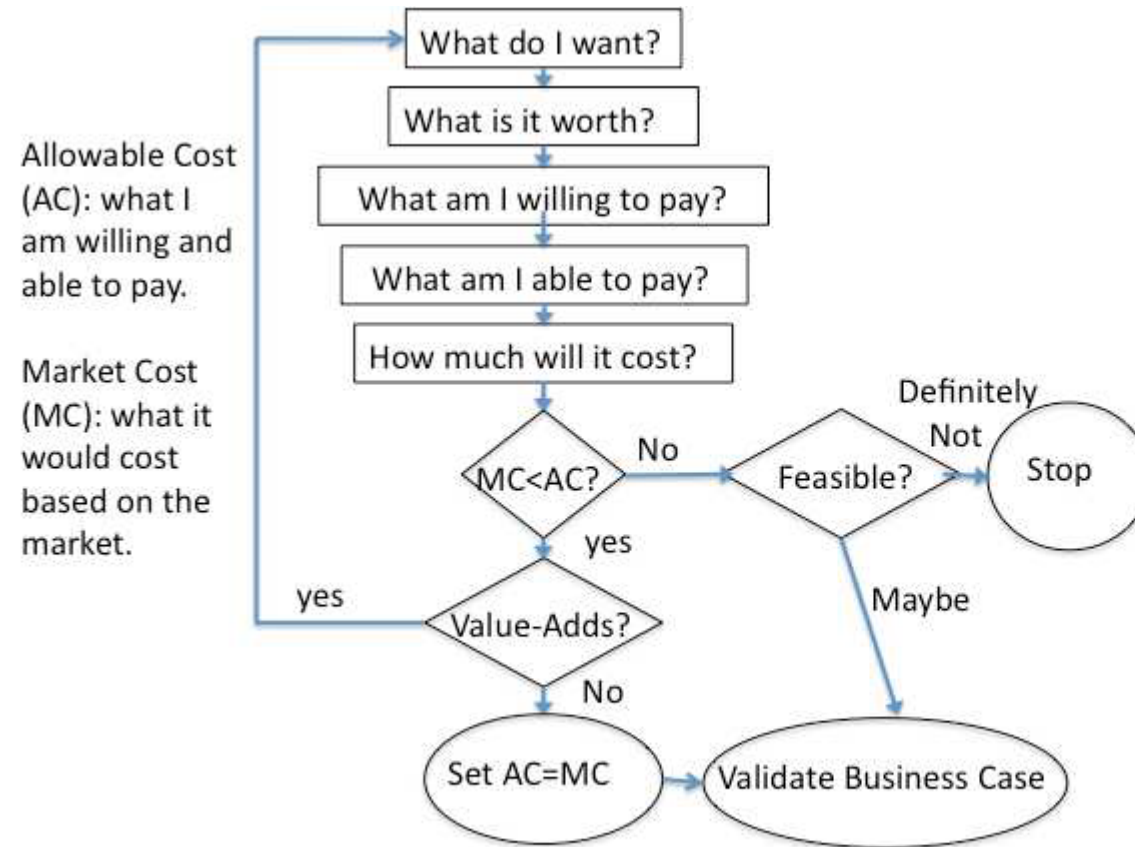 What do I want?
What is it worth?
What am I willing to pay?
What am I able to pay?
How much will it cost?
Allowable Cost
(AC): what I
am willing and
able to pay.
Market Cost
(MC): what it
would cost
based on the
market.
MC<AC?
No
Feasible?
Definitely
Not
Stop
yes
Maybe
Value-Adds?
yes
No
Set AC=MC
Validate Business Case